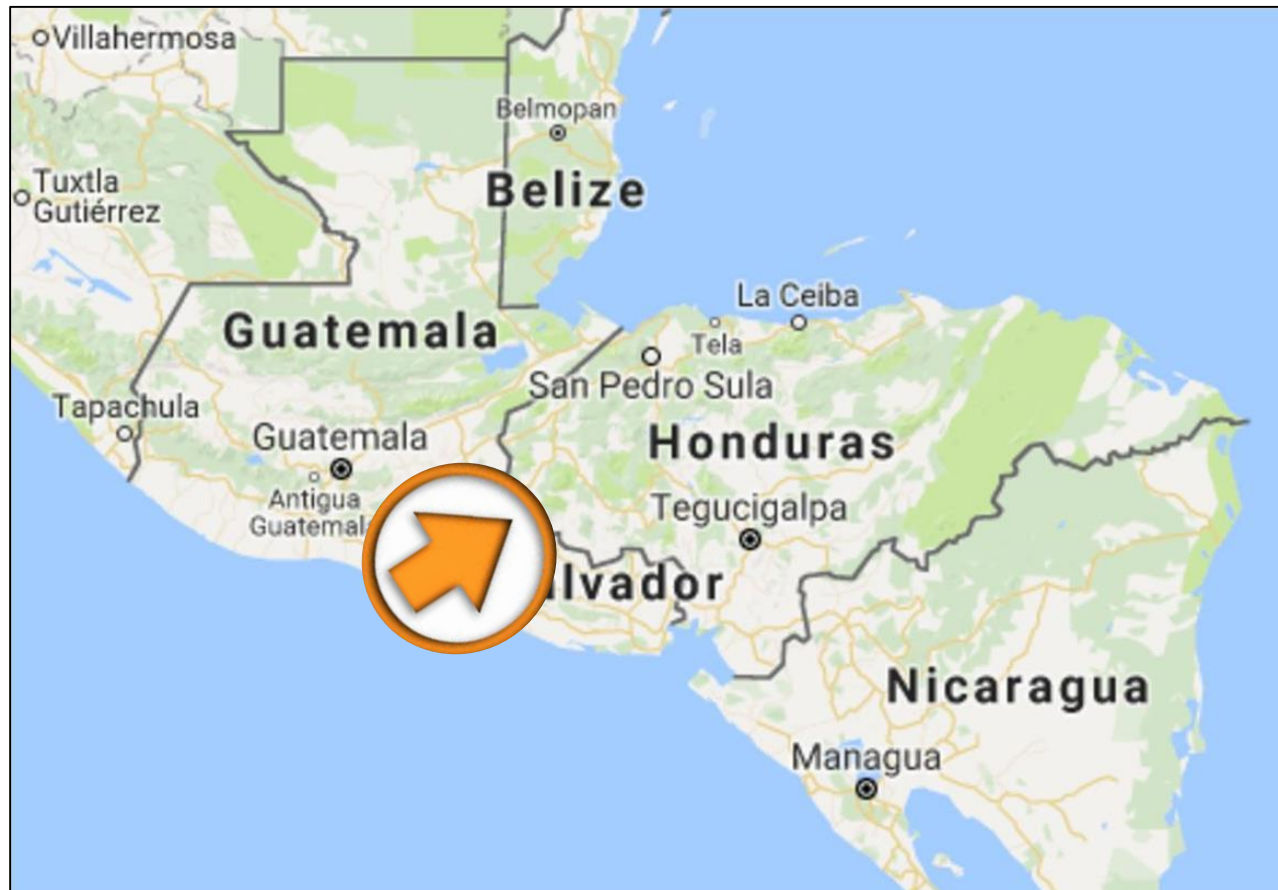 Villahermosa
Belmopan
Tuxtla
Gutiérrez
Belize
La Ceiba
Guatemala
Tela
San Pedro Sula
Tapachula
Guatemala
Honduras
Antigua
Tegucigalpa
lvador
Nicaragua
Managua